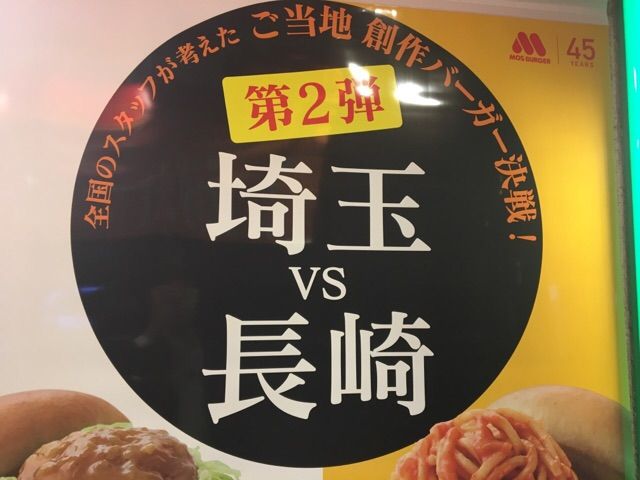 全国のスタッフが考えた ご当地 創作バーガー決戦！
MOS BURGER
45
YEARS
第2弾
埼玉
VS
長崎